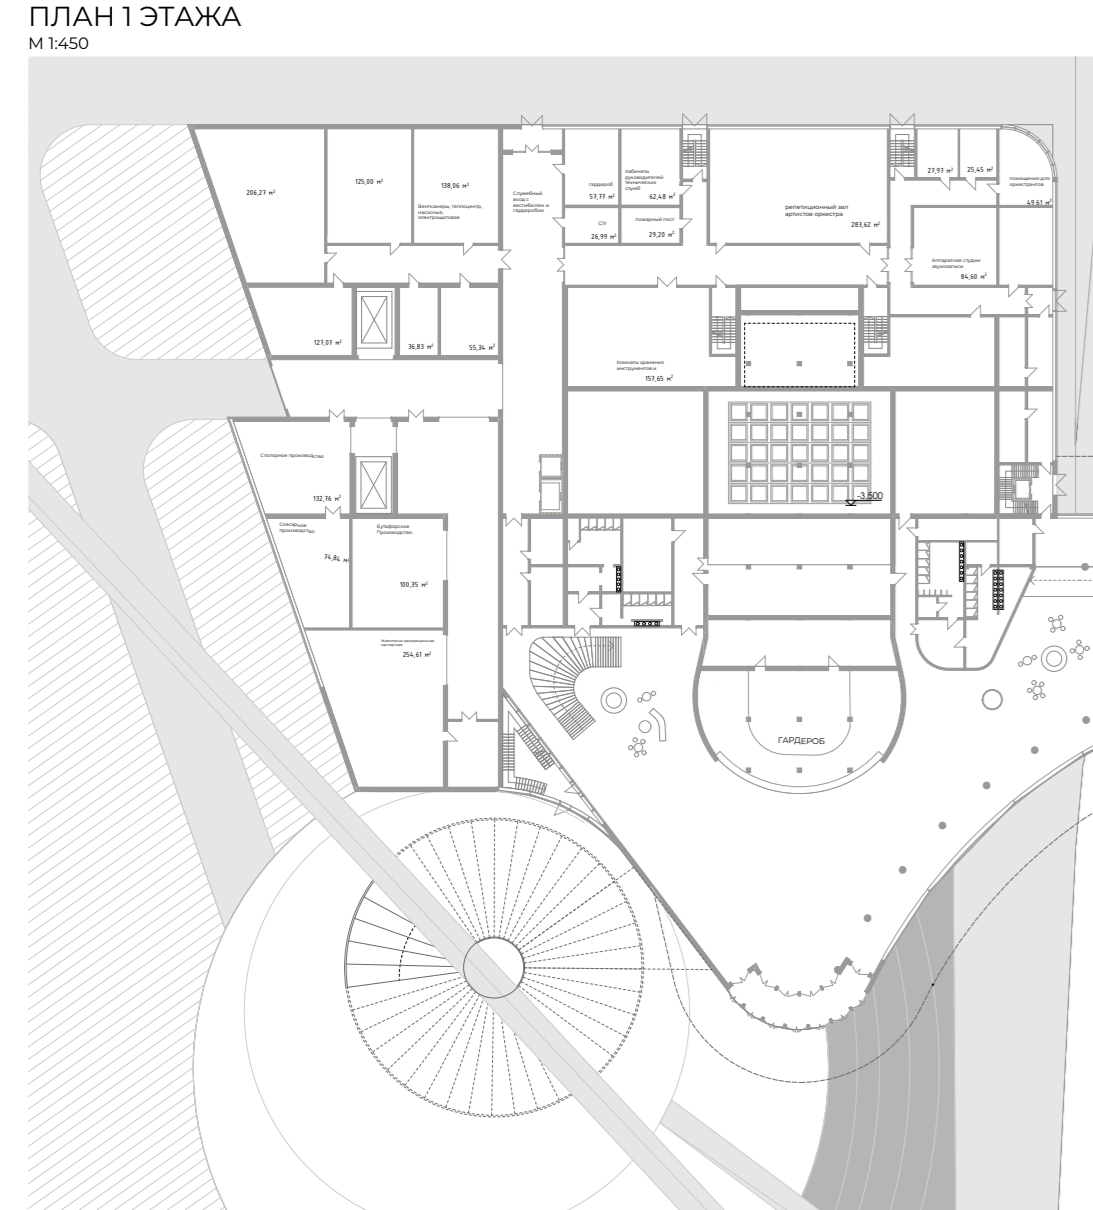 ПЛАН 1 ЭТАЖА
М 1:450
206,27 м²
125,00 м²
138,06 м²
Венткамеры, теплоцентр,
насосные,
электрощитовая
Служебный
вход с
вестибюлем и
гардеробом
гардероб
57,77 м²
Кабинеты
руководителей
технических
служб
62,48 м²
С/У
26,99 м²
пожарный пост
29,20 м²
репетиционный зал
артистов оркестра
283,62 м²
27,97 м²
25,45 м²
помещения для
оркестрантов
49,61 м²
Аппаратная студии
звукозаписи
84,60 м²
127,07 м²
36,83 м²
55,34 м²
Комнаты хранения
инструментов и
157,65 м²
Столярное производство
132,76 м²
-3,500
Слесарное
производство
74,84 м²
Бутафорское
Производство
100,35 м²
254,61 м²
ГАРДЕРОБ